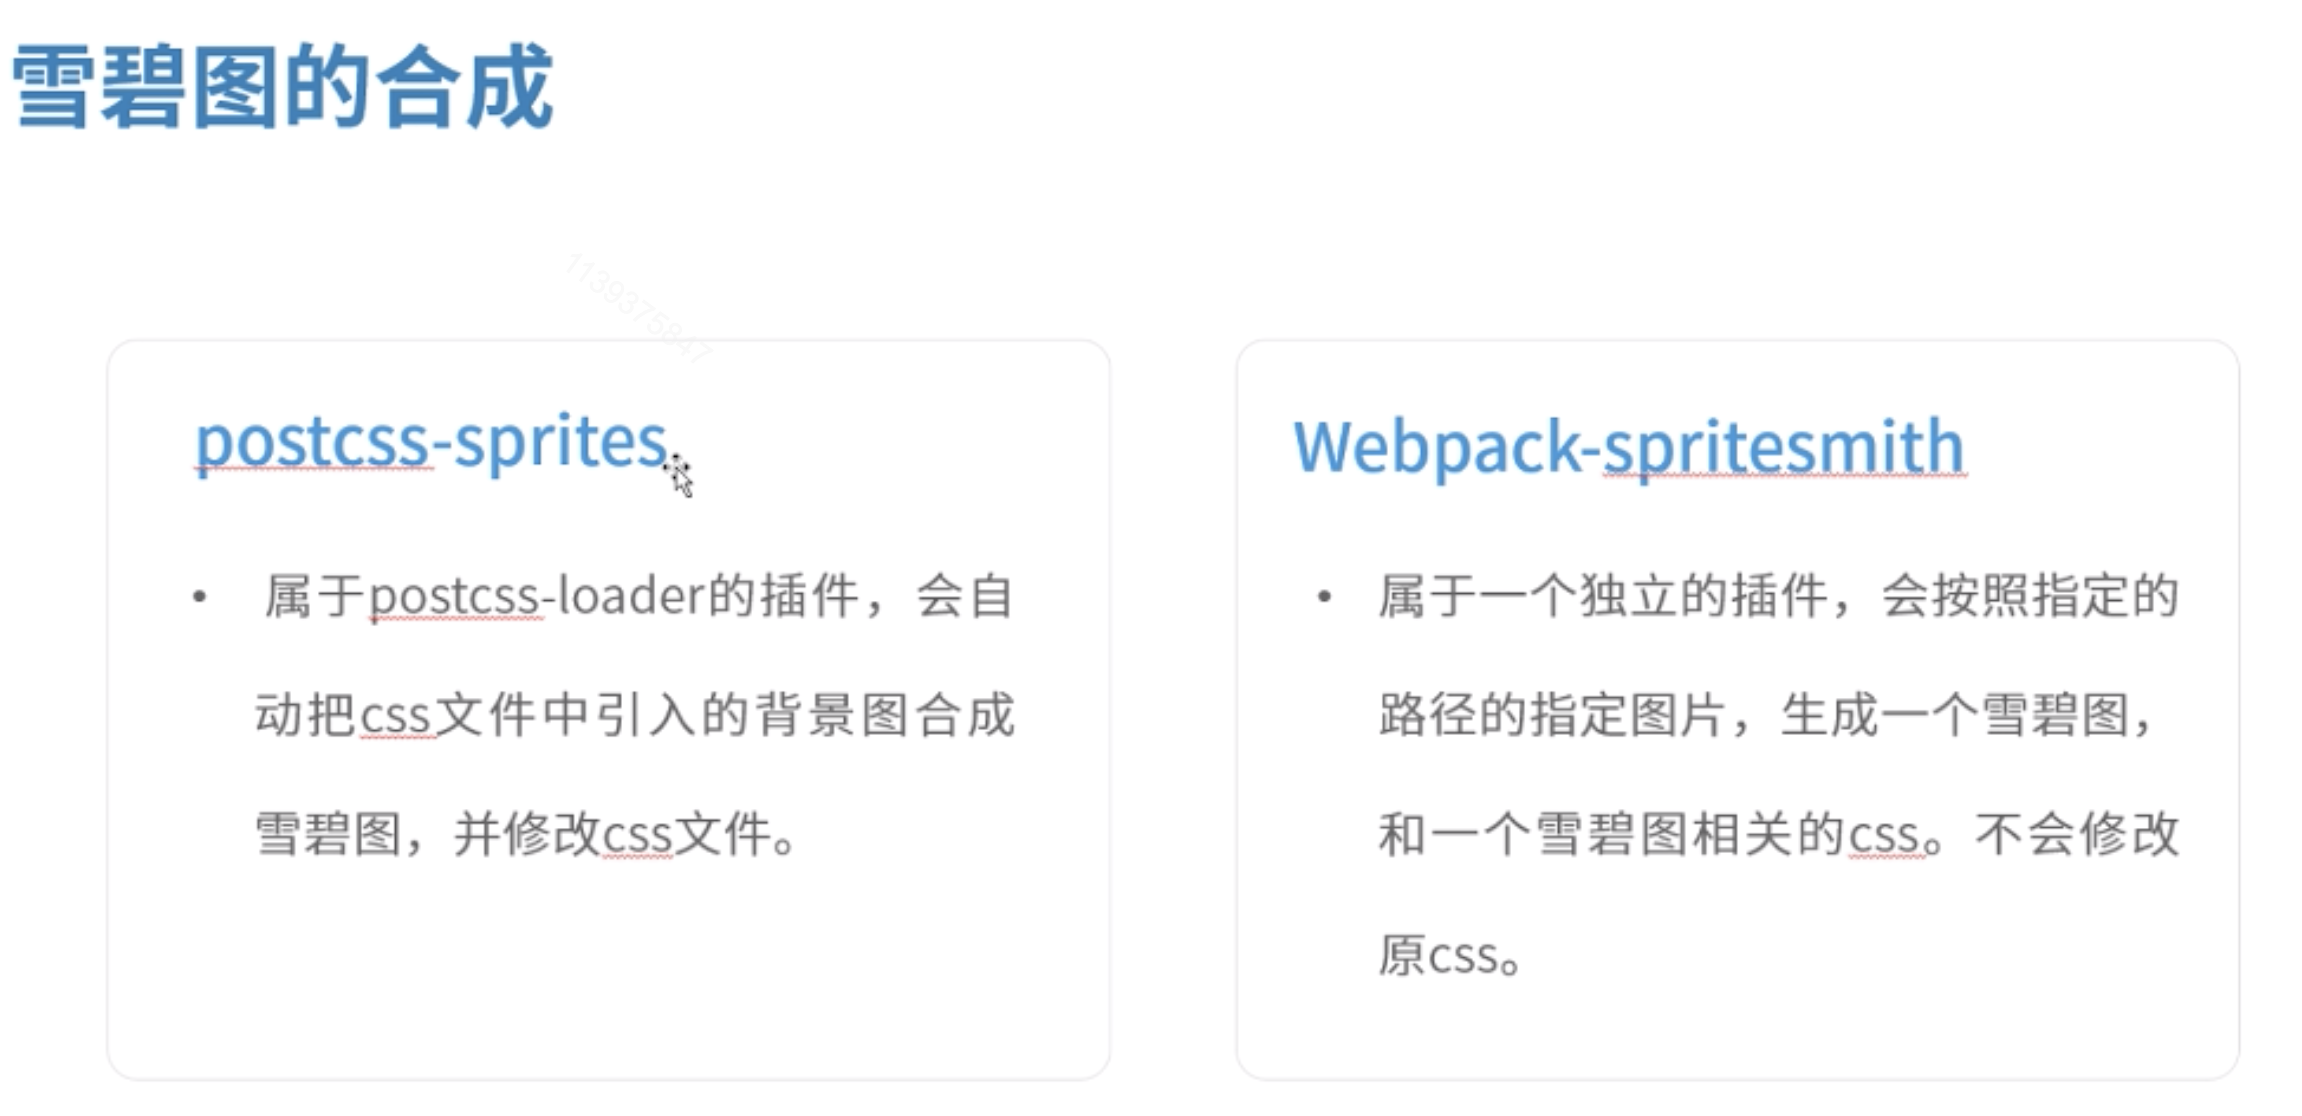 雪碧图的合成
1139375847
postcss-sprites
属于postcss-loader的插件，会自
动把css文件中引入的背景图合成
雪碧图，并修改css文件。
Webpack-spritesmith
属于一个独立的插件，会按照指定的
路径的指定图片，生成一个雪碧图，
和一个雪碧图相关的css。不会修改
原css。